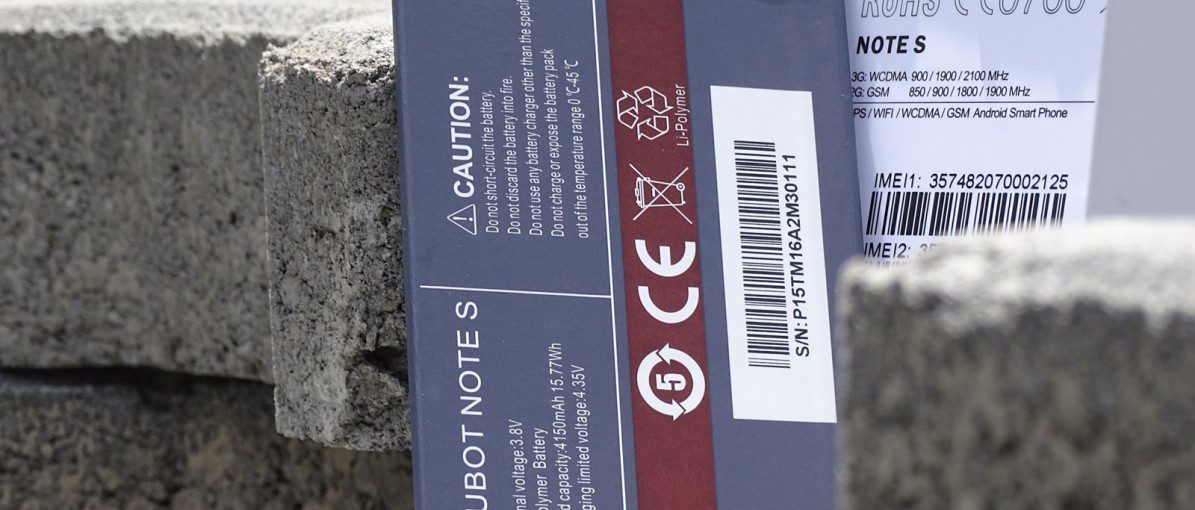 CAUTION:
Do not short-circuit the battery.
Do not discard the battery into fire.
Do not use any battery charger other than the specif
Do not charge or expose the battery pack
out of the temperature range 0 ℃-45 ℃
UBOT NOTE S
nal voltage:3.8V
olymer Battery
d capacity:4150mAh 15.77Wh
ging limited voltage:4.35V
Li-Polymer
CE
5
S/N: P15TM16A2M30111
RoHS CE0700
NOTE S
3G: WCDMA 900 / 1900 / 2100 MHz
2G: GSM 850 / 900 / 1800 / 1900 MHz
PS / WIFI / WCDMA / GSM Android Smart Phone
IMEI1: 357482070002125
IMEI2: 35